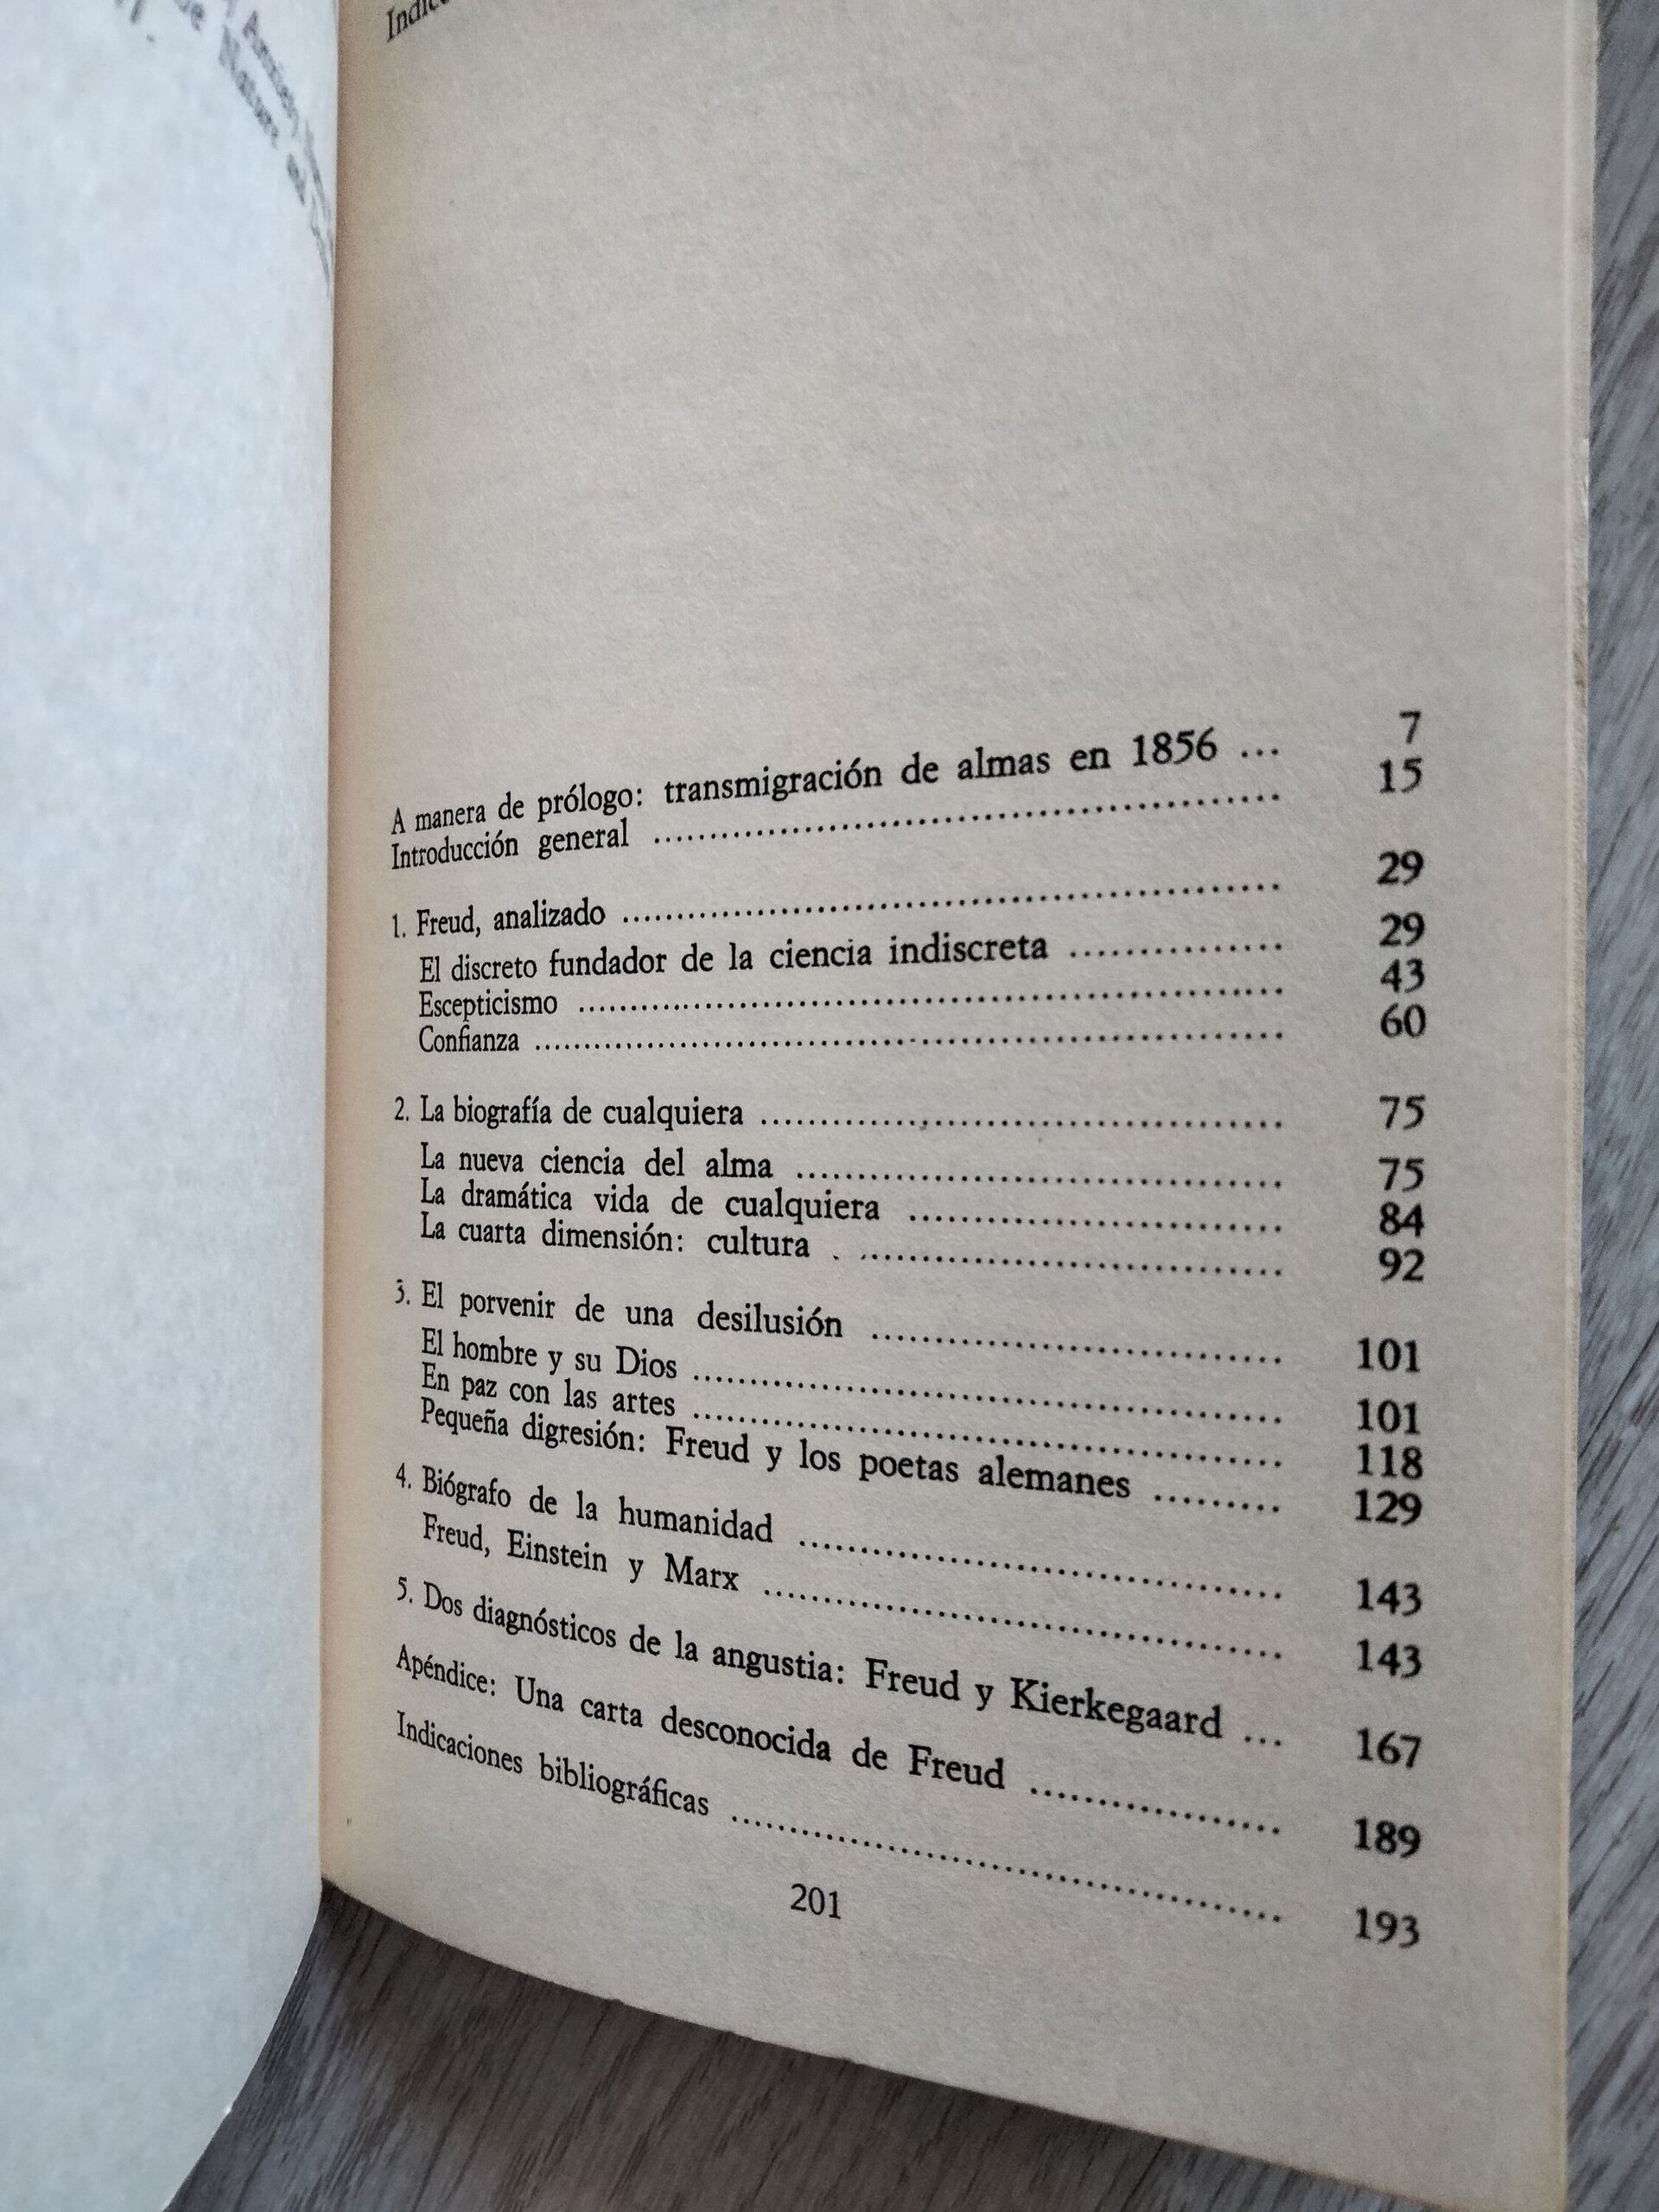 A manera de prólogo: transmigración de almas en 1856 ... 7
Introducción general ........................ 15
1. Freud, analizado ........................ 29
El discreto fundador de la ciencia indiscreta ............... 29
Escepticismo ........................ 43
Confianza ........................ 60
2. La biografía de cualquiera ........................ 75
La nueva ciencia del alma ........................ 75
La dramática vida de cualquiera ........................ 84
La cuarta dimensión: cultura ........................ 92
3. El porvenir de una desilusión ........................ 101
El hombre y su Dios ........................ 101
En paz con las artes ........................ 118
Pequeña digresión: Freud y los poetas alemanes ......... 129
4. Biógrafo de la humanidad ........................ 143
Freud, Einstein y Marx ........................ 143
5. Dos diagnósticos de la angustia: Freud y Kierkegaard ... 167
Apéndice: Una carta desconocida de Freud .................. 189
Indicaciones bibliográficas ........................ 193
201